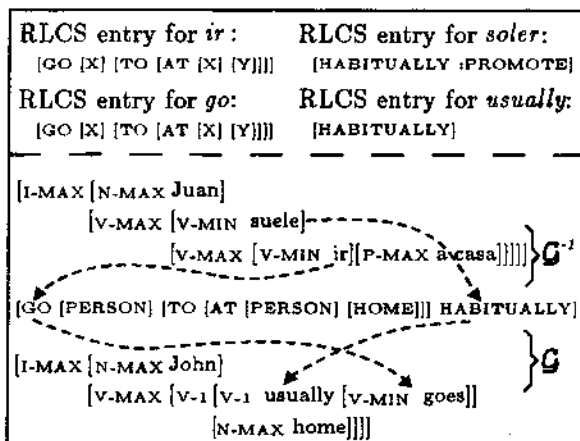 RLCS entry for ir: RLCS entry for soler:
[GO [X] [TO [AT [X] [Y]]]] [HABITUALLY :PROMOTE]
RLCS entry for go: RLCS entry for usually:
[GO [X] [TO [AT [X] [Y]]]] [HABITUALLY]
[I-MAX [N-MAX Juan]
[V-MAX [V-MIN suele]
[V-MAX [V-MIN ir][P-MAX a casa]]]]] G⁻¹
[GO [PERSON] [TO [AT [PERSON] [HOME]]] HABITUALLY]
[I-MAX [N-MAX John] G
[V-MAX [V-1 [V-1 usually [V-MIN goes]]
[N-MAX home]]]]